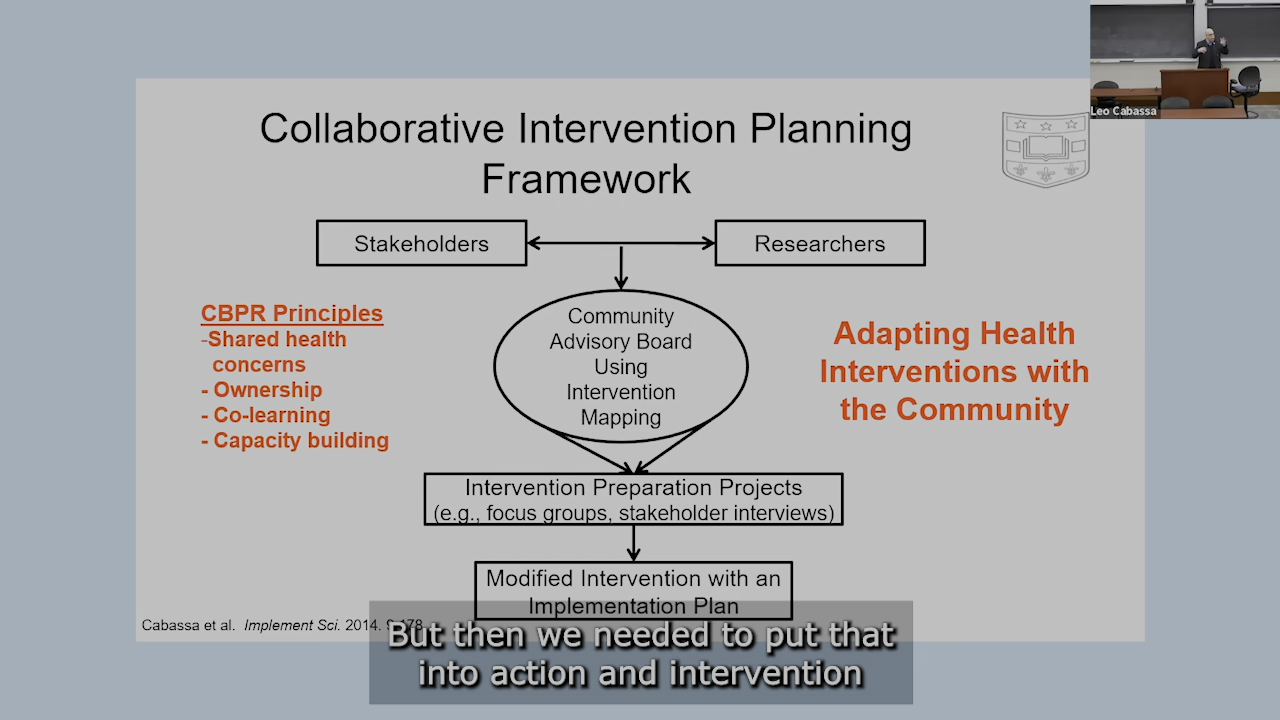 Leo Cabassa
Collaborative Intervention Planning
Framework
Stakeholders
Researchers
CBPR Principles
-Shared health
concerns
- Ownership
- Co-learning
- Capacity building
Community
Advisory Board
Using
Intervention
Mapping
Adapting Health
Interventions with
the Community
Intervention Preparation Projects
(e.g., focus groups, stakeholder interviews)
Modified Intervention with an
Implementation Plan
Cabassa et al. Implement Sci. 2014. 9:178
But then we needed to put that
into action and intervention